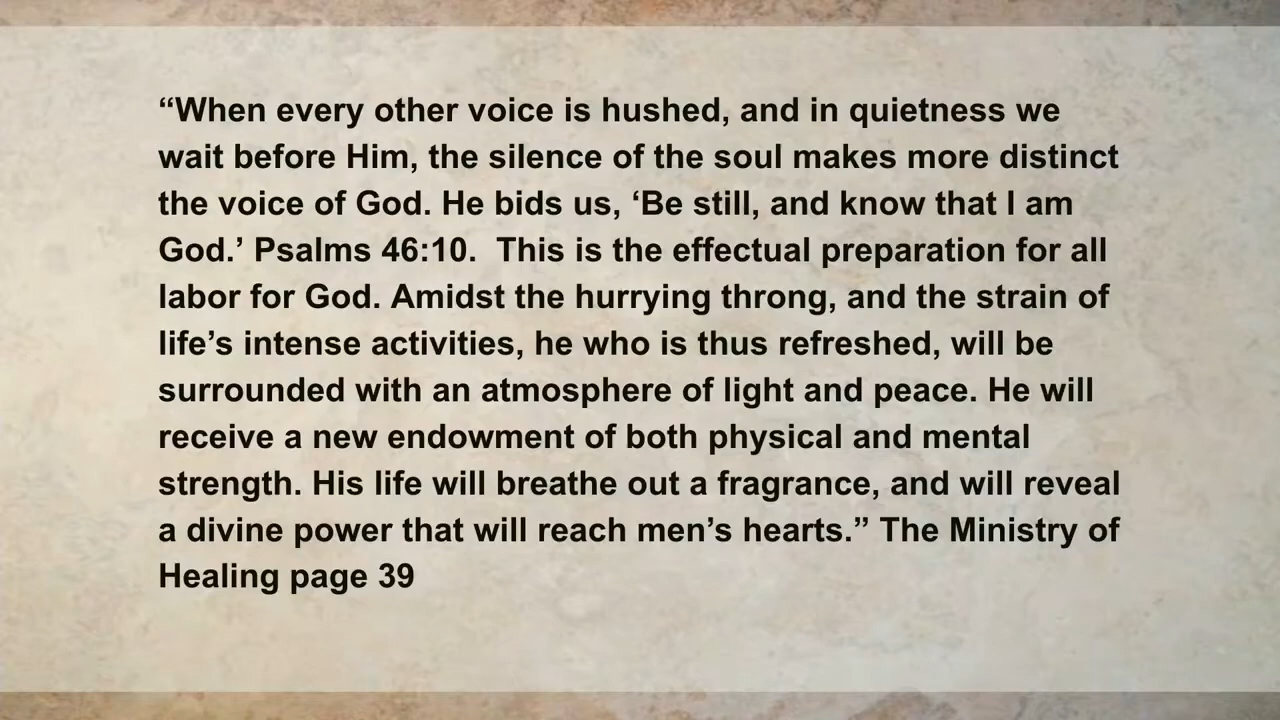 “When every other voice is hushed, and in quietness we
wait before Him, the silence of the soul makes more distinct
the voice of God. He bids us, ‘Be still, and know that I am
God.’ Psalms 46:10.  This is the effectual preparation for all
labor for God. Amidst the hurrying throng, and the strain of
life’s intense activities, he who is thus refreshed, will be
surrounded with an atmosphere of light and peace. He will
receive a new endowment of both physical and mental
strength. His life will breathe out a fragrance, and will reveal
a divine power that will reach men’s hearts.” The Ministry of
Healing page 39